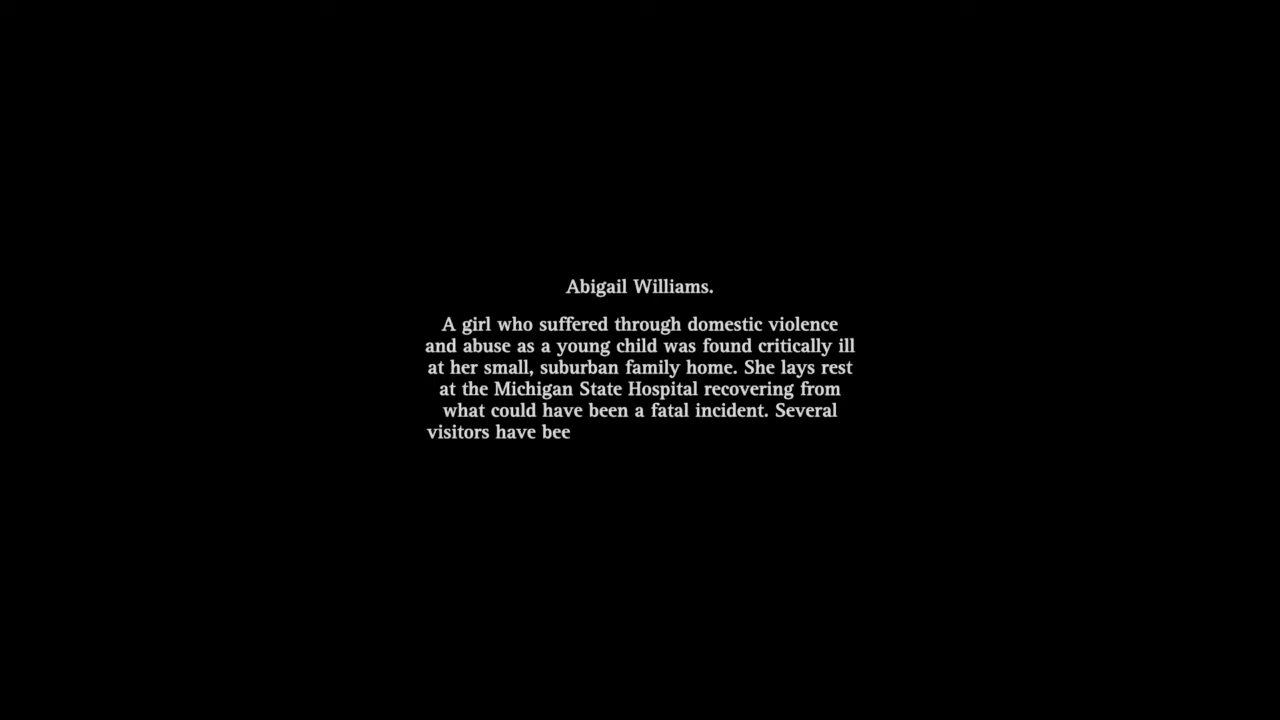 Abigail Williams.
A girl who suffered through domestic violence
and abuse as a young child was found critically ill
at her small, suburban family home. She lays rest
at the Michigan State Hospital recovering from
what could have been a fatal incident. Several
visitors have bee